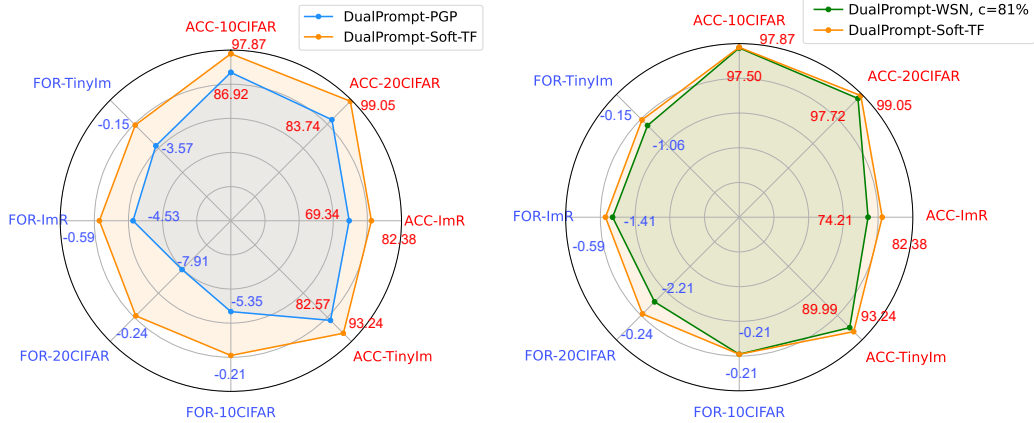 DualPrompt-PGP
DualPrompt-Soft-TF
ACC-10CIFAR
97.87
FOR-TinyIm
ACC-20CIFAR
86.92
99.05
-0.15
83.74
-3.57
FOR-ImR
-4.53
69.34
ACC-ImR
-0.59
82.38
-7.91
-5.35
82.57
93.24
-0.24
FOR-20CIFAR
ACC-TinyIm
-0.21
FOR-10CIFAR
DualPrompt-WSN, c=81%
DualPrompt-Soft-TF
ACC-10CIFAR
97.87
FOR-TinyIm
ACC-20CIFAR
97.50
99.05
-0.15
97.72
-1.06
FOR-ImR
-1.41
74.21
ACC-ImR
-0.59
82.38
-2.21
89.99
93.24
-0.24
-0.21
FOR-20CIFAR
ACC-TinyIm
-0.21
FOR-10CIFAR